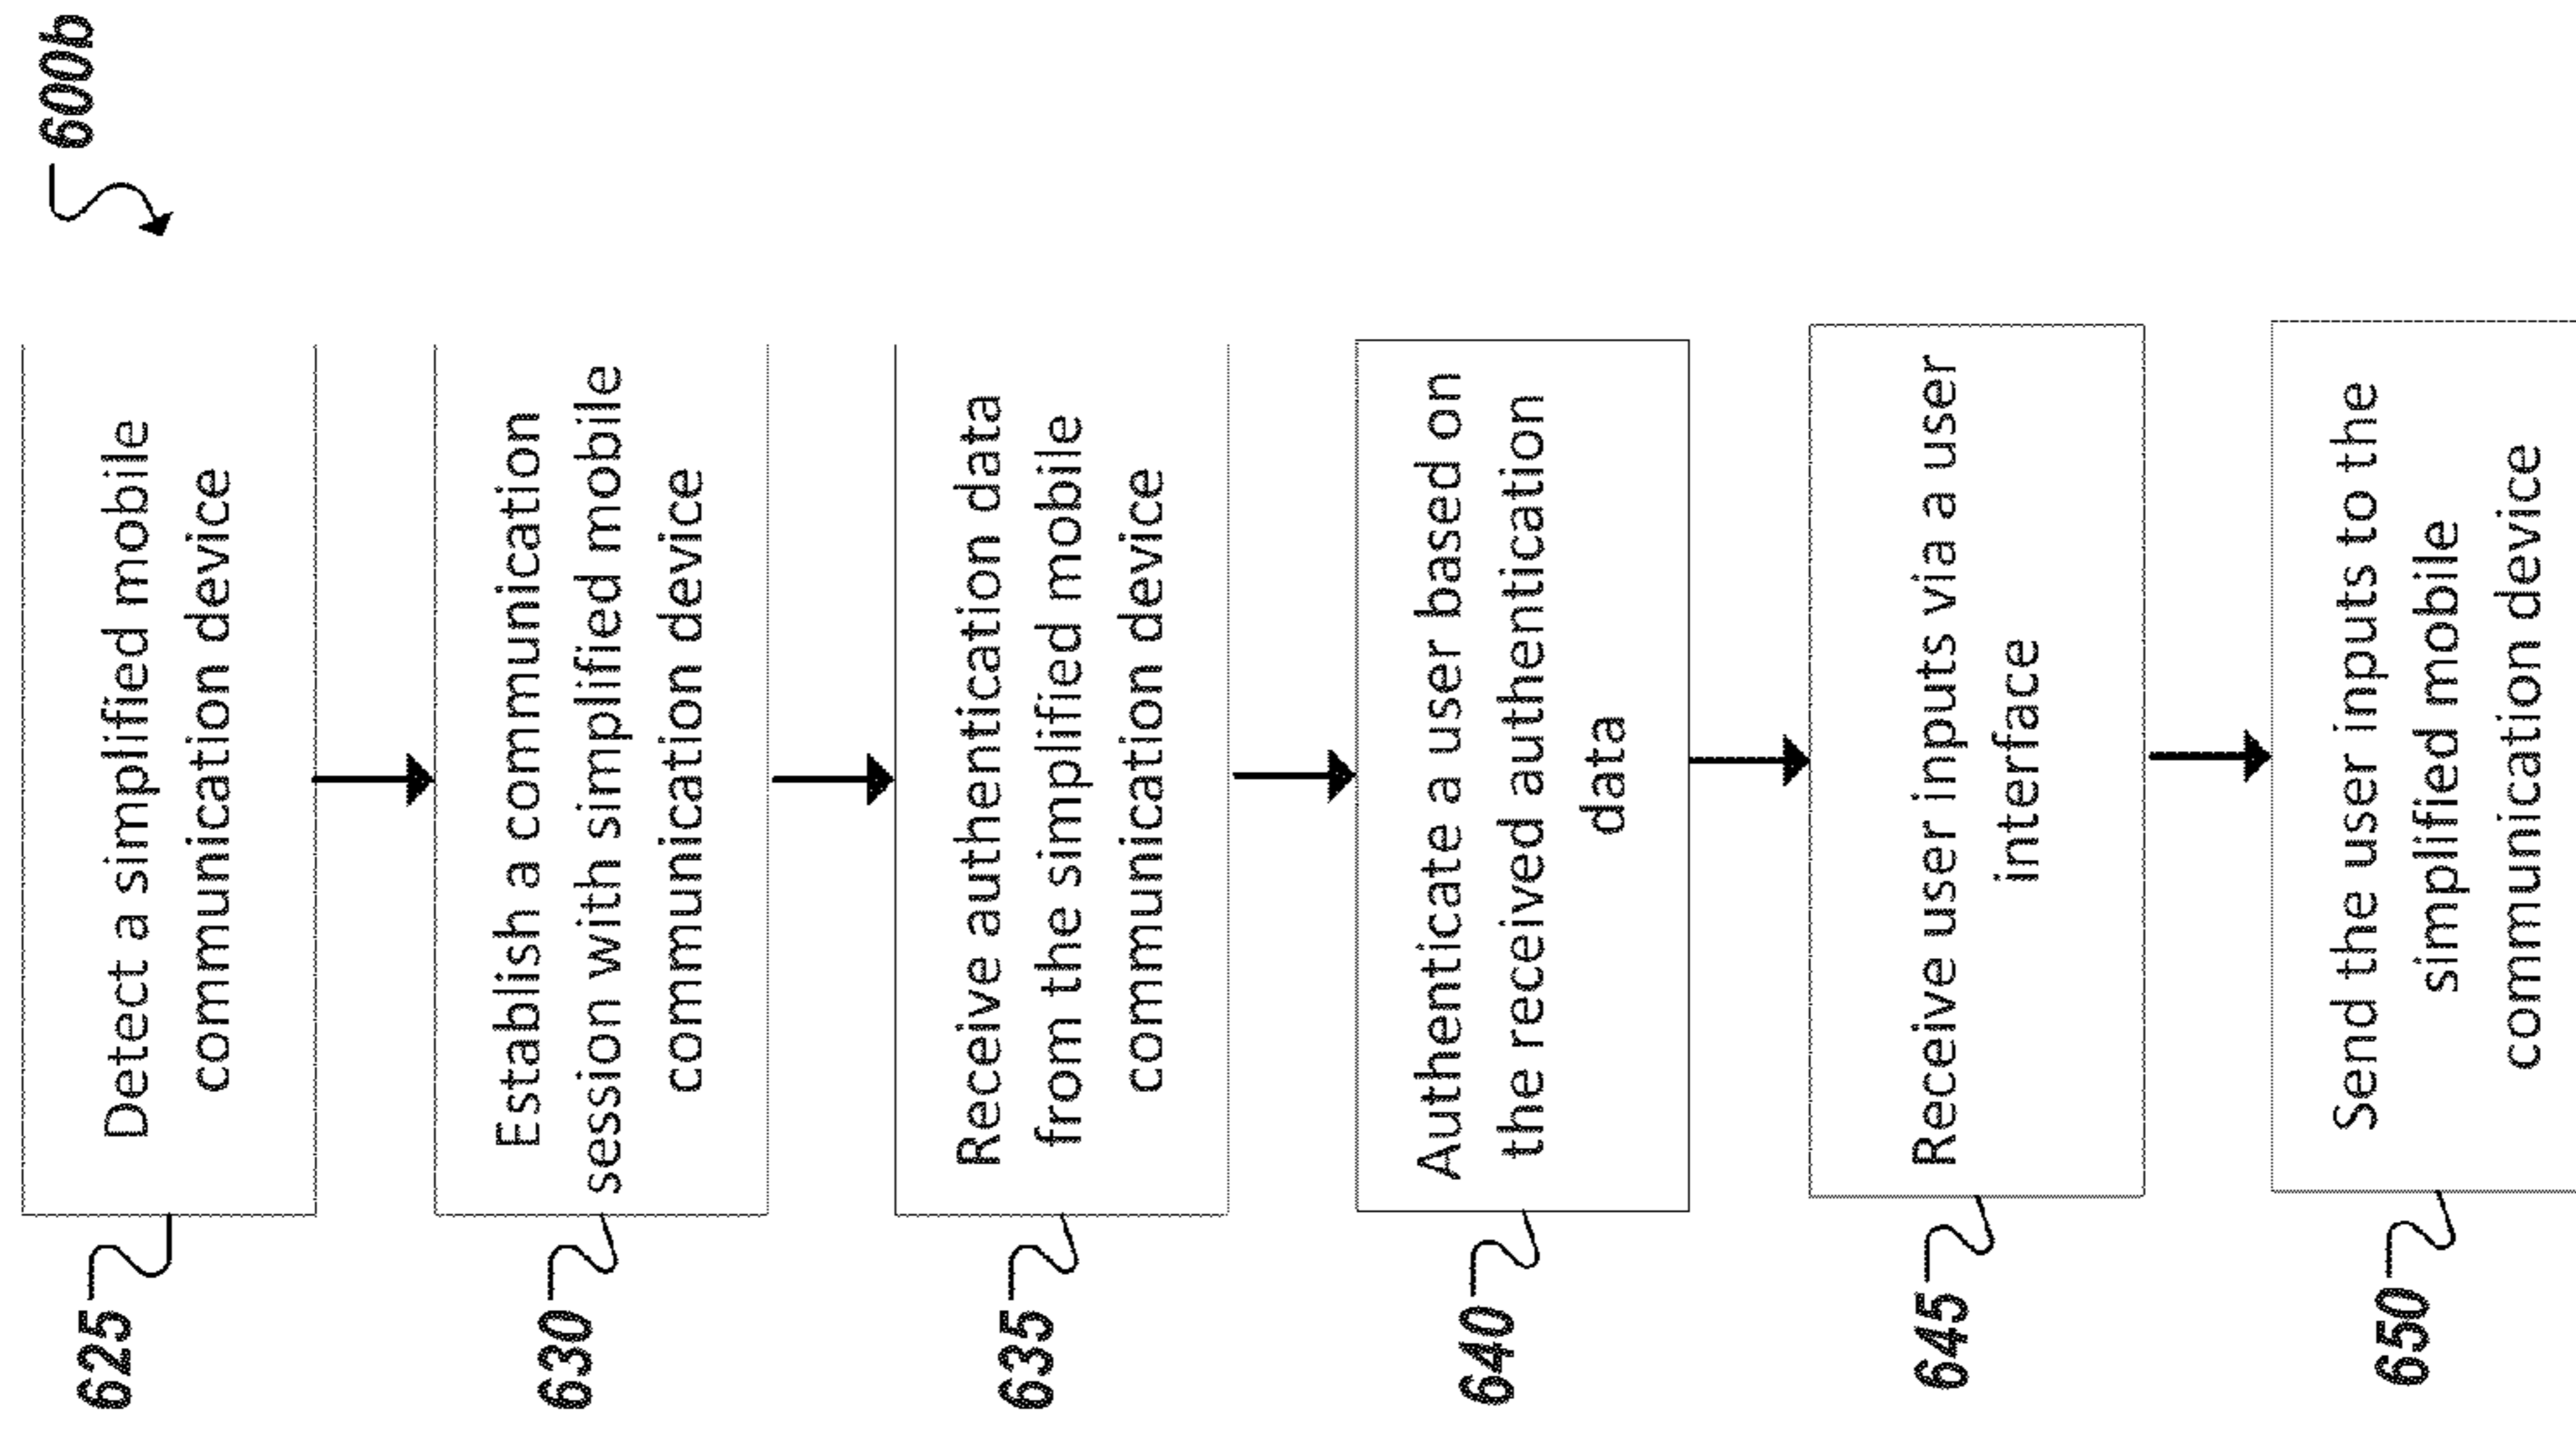 600b
625
Detect a simplified mobile
communication device
630
Establish a communication
session with simplified mobile
communication device
635
Receive authentication data
from the simplified mobile
communication device
640
Authenticate a user based on
the received authentication
data
645
Receive user inputs via a user
interface
650
Send the user inputs to the
simplified mobile
communication device